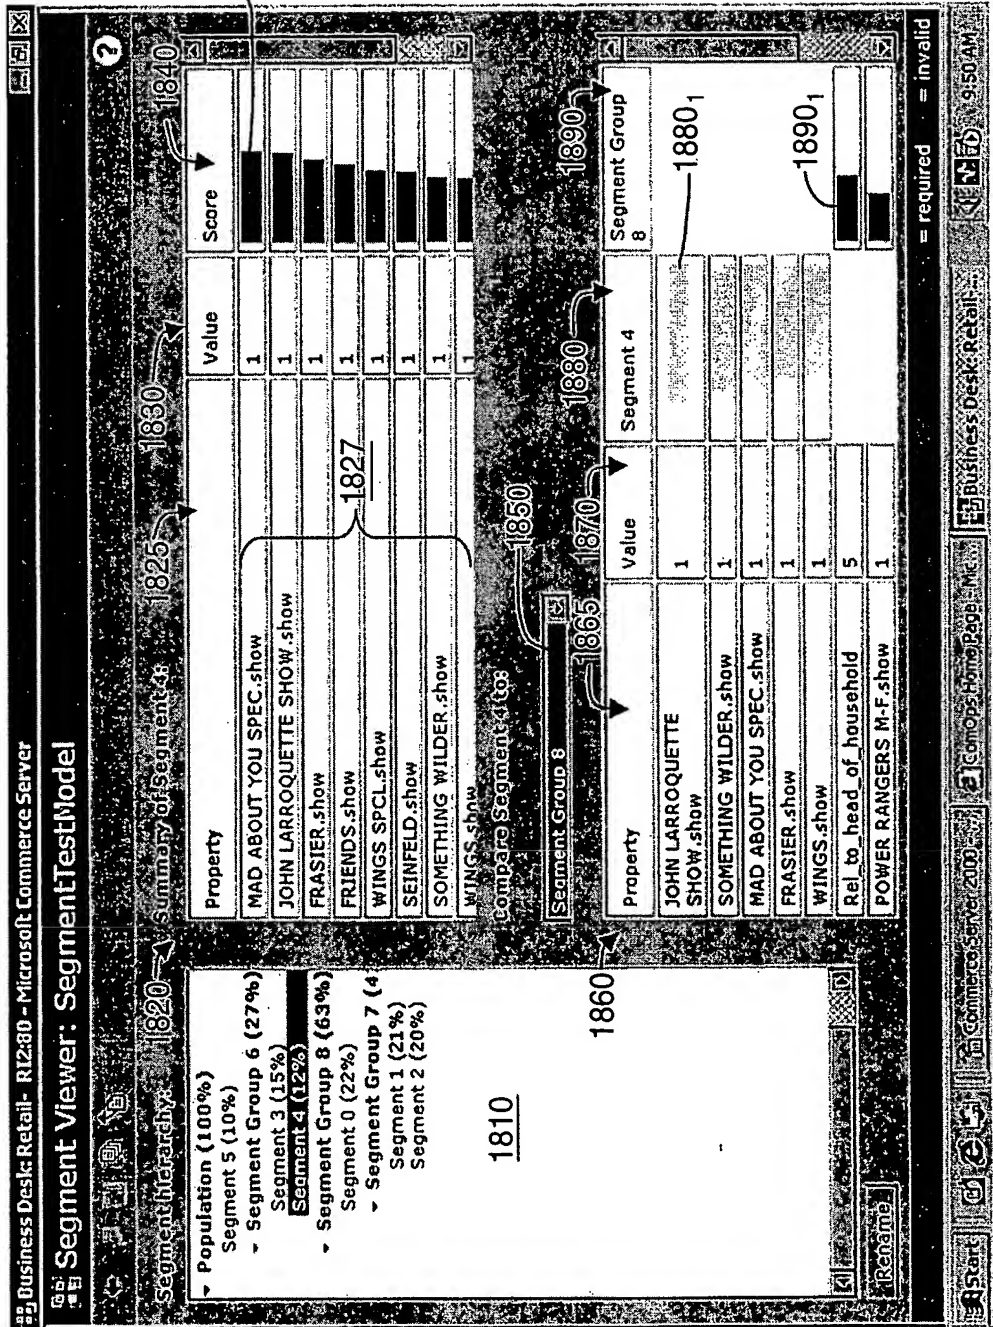 Business Desk: Retail- R12:80 - Microsoft Commerce Server
Segment Viewer: SegmentTestModel
?
Segment hierarchy:
Population (100%)
Segment 5 (10%)
Segment Group 6 (27%)
Segment 3 (15%)
Segment 4 (12%)
Segment Group 8 (63%)
Segment 0 (22%)
Segment Group 7 (4
Segment 1 (21%)
Segment 2 (20%)
1810
Rename
1820
Summary of Segment 4:
1825
1830
1840
Property Value Score
MAD ABOUT YOU SPEC.show 1
JOHN LARROQUETTE SHOW.show 1
FRASIER.show 1
FRIENDS.show 1
WINGS SPCL.show 1
SEINFELD.show 1
SOMETHING WILDER.show 1
WINGS.show 1
1827
Compare Segment 4 to:
1850
Segment Group 8
1860
1865
1870
1880
1890
Property Value Segment 4 Segment Group
8
JOHN LARROQUETTE
SHOW.show 1
SOMETHING WILDER.show 1
MAD ABOUT YOU SPEC.show 1
FRASIER.show 1
WINGS.show 1
Rel_to_head_of_household 5
POWER RANGERS M-F.show 1
1880₁
1890₁
= required = invalid
Start
Commerce Server 2000
ComOps Home Page - Mic...
Business Desk: Retail-...
9:50 AM